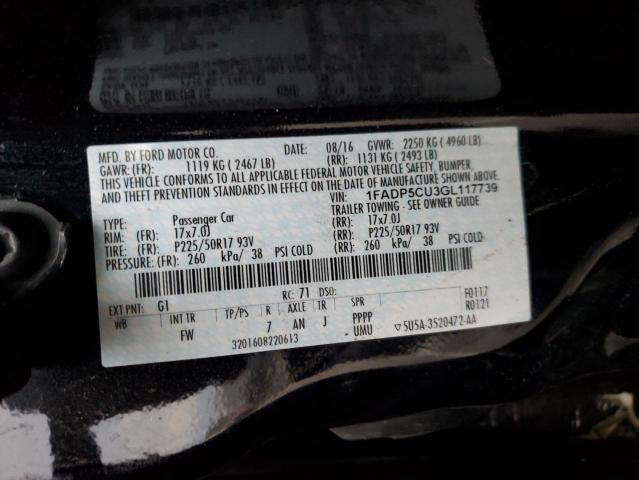 MFD. BY FORD MOTOR CO. DATE: 08/16 GVWR: 2250 KG ( 4960 LB)
GAWR: (FR): 1119 KG ( 2467 LB) (RR): 1131 KG ( 2493 LB)
THIS VEHICLE CONFORMS TO ALL APPLICABLE FEDERAL MOTOR VEHICLE SAFETY, BUMPER,
AND THEFT PREVENTION STANDARDS IN EFFECT ON THE DATE OF MANUFACTURE SHOWN ABOVE.
VIN: 1FADP5CU3GL117739
TYPE: Passenger Car TRAILER TOWING - SEE OWNER GUIDE
RIM: (FR): 17x7.0J (RR): 17x7.0J
TIRE: (FR): P225/50R17 93V (RR): P225/50R17 93V
PRESSURE: (FR): 260 kPa/ 38 PSI COLD (RR): 260 kPa/ 38 PSI COLD
EXT PNT: G1 RC: 71 DSO: F0117
WB INT TR TP/PS R AXLE TR SPR R0121
FW 7 AN J PPPP
3201608220613 UMU ▽5U5A-3520472-AA